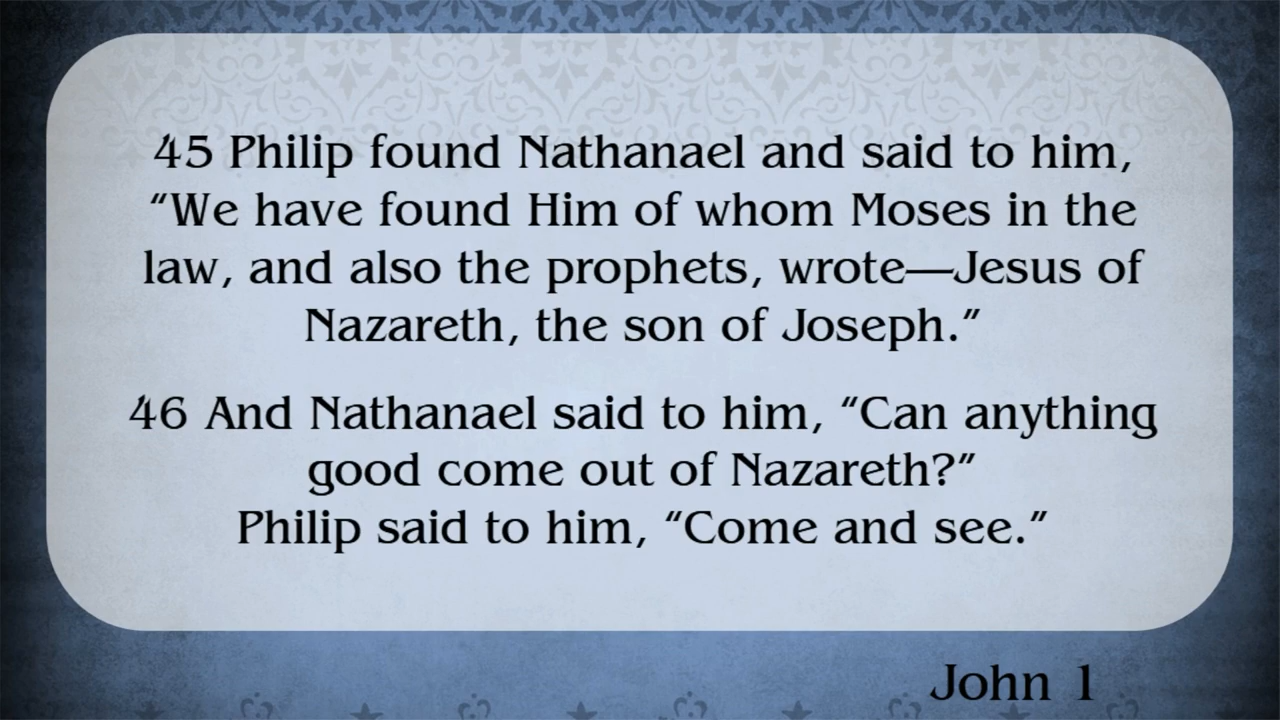 45 Philip found Nathanael and said to him,
“We have found Him of whom Moses in the
law, and also the prophets, wrote—Jesus of
Nazareth, the son of Joseph.”
46 And Nathanael said to him, “Can anything
good come out of Nazareth?”
Philip said to him, “Come and see.”
John 1